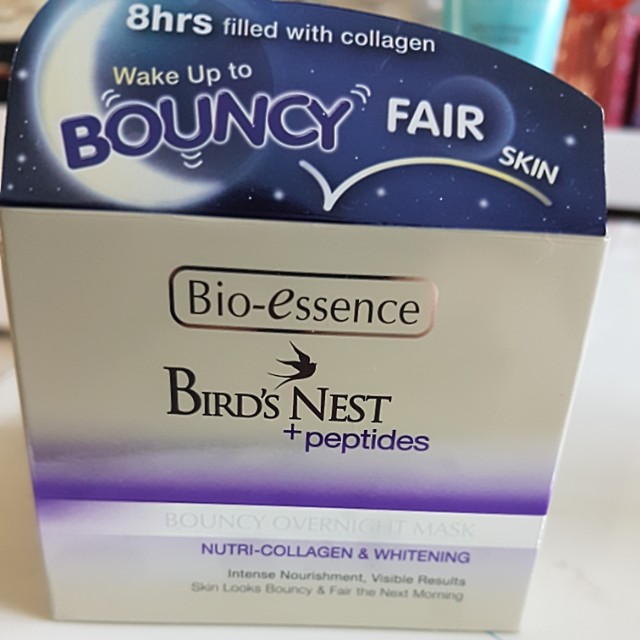 8hrs filled with collagen
Wake Up to
BOUNCY FAIR
SKIN
Bio-essence
BIRD'S NEST
+peptides
BOUNCY OVERNIGHT MASK
NUTRI-COLLAGEN & WHITENING
Intense Nourishment, Visible Results
Skin Looks Bouncy & Fair the Next Morning